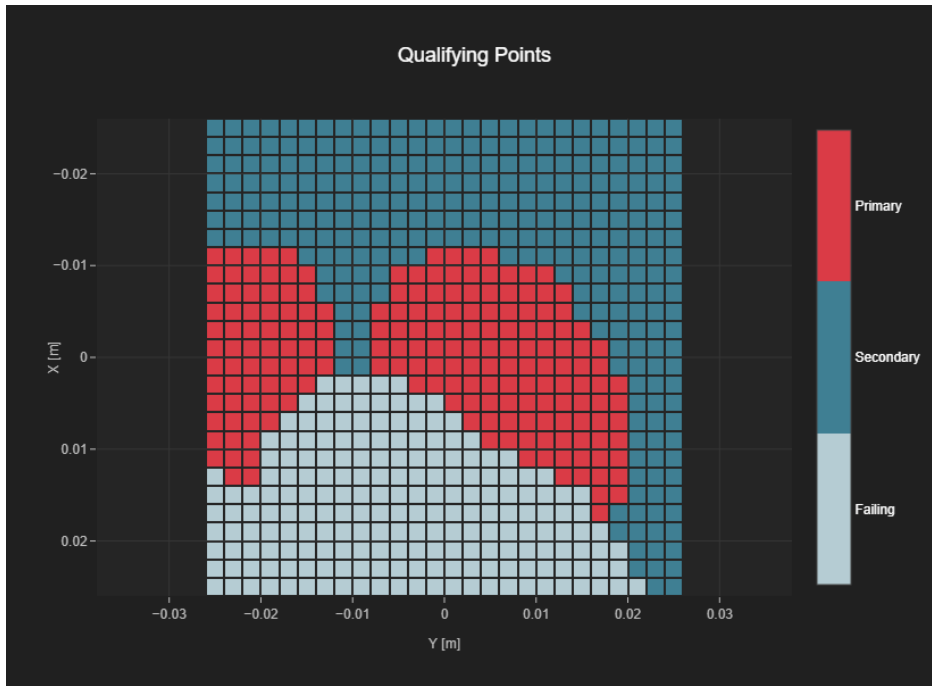 Qualifying Points
−0.02
−0.01
0
0.01
0.02
X [m]
−0.03
−0.02
−0.01
0
0.01
0.02
0.03
Y [m]
Primary
Secondary
Failing